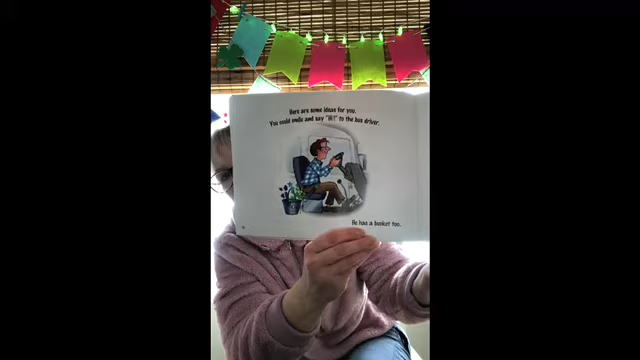 Here are some ideas for you.
You could smile and say "Hi!" to the bus driver.
He has a bucket too.